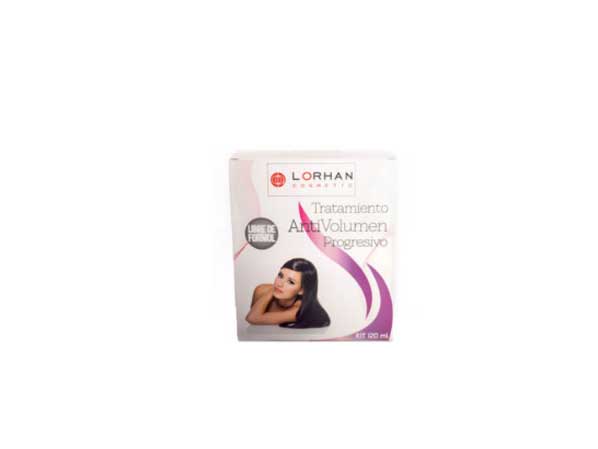 LORHAN
COSMETIC
Tratamiento
AntiVolumen
Progresivo
LIBRE DE
FORMOL
KIT 120 ml